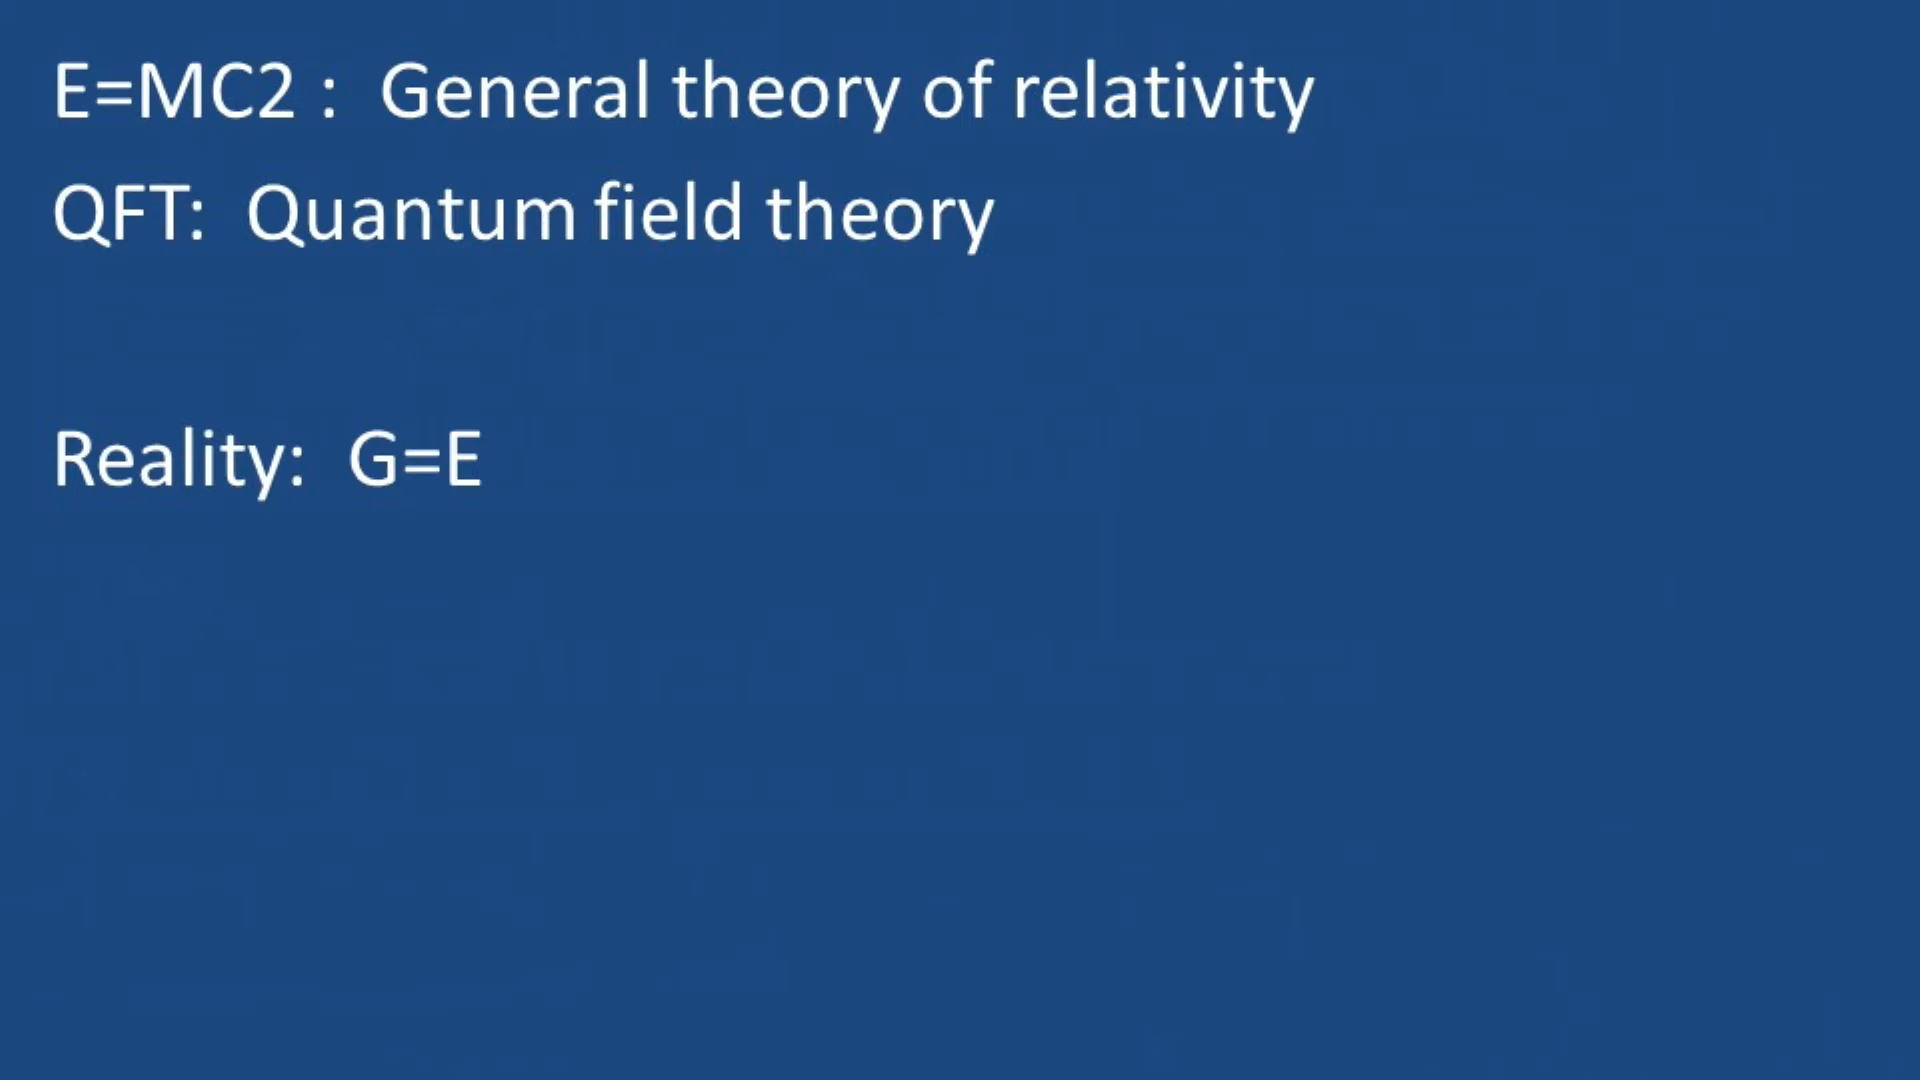 E=MC2 : General theory of relativity
QFT: Quantum field theory
Reality: G=E